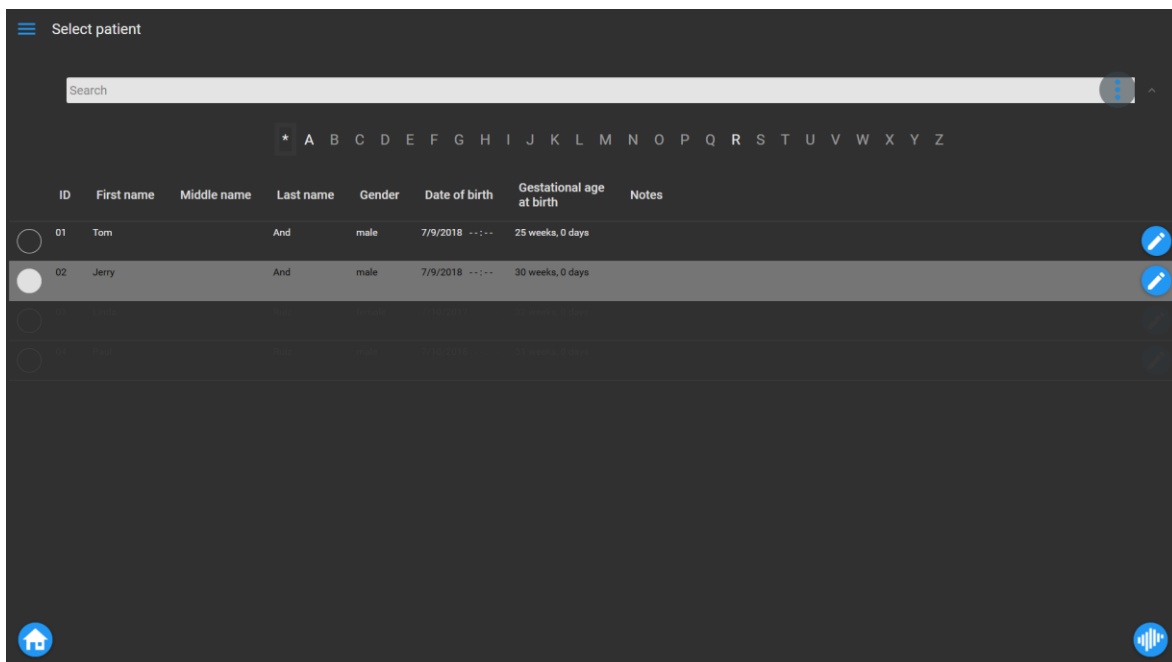 Select patient
Search
* A B C D E F G H I J K L M N O P Q R S T U V W X Y Z
ID First name Middle name Last name Gender Date of birth Gestational age at birth Notes
01 Tom And male 7/9/2018 --:-- 25 weeks, 0 days
02 Jerry And male 7/9/2018 --:-- 30 weeks, 0 days